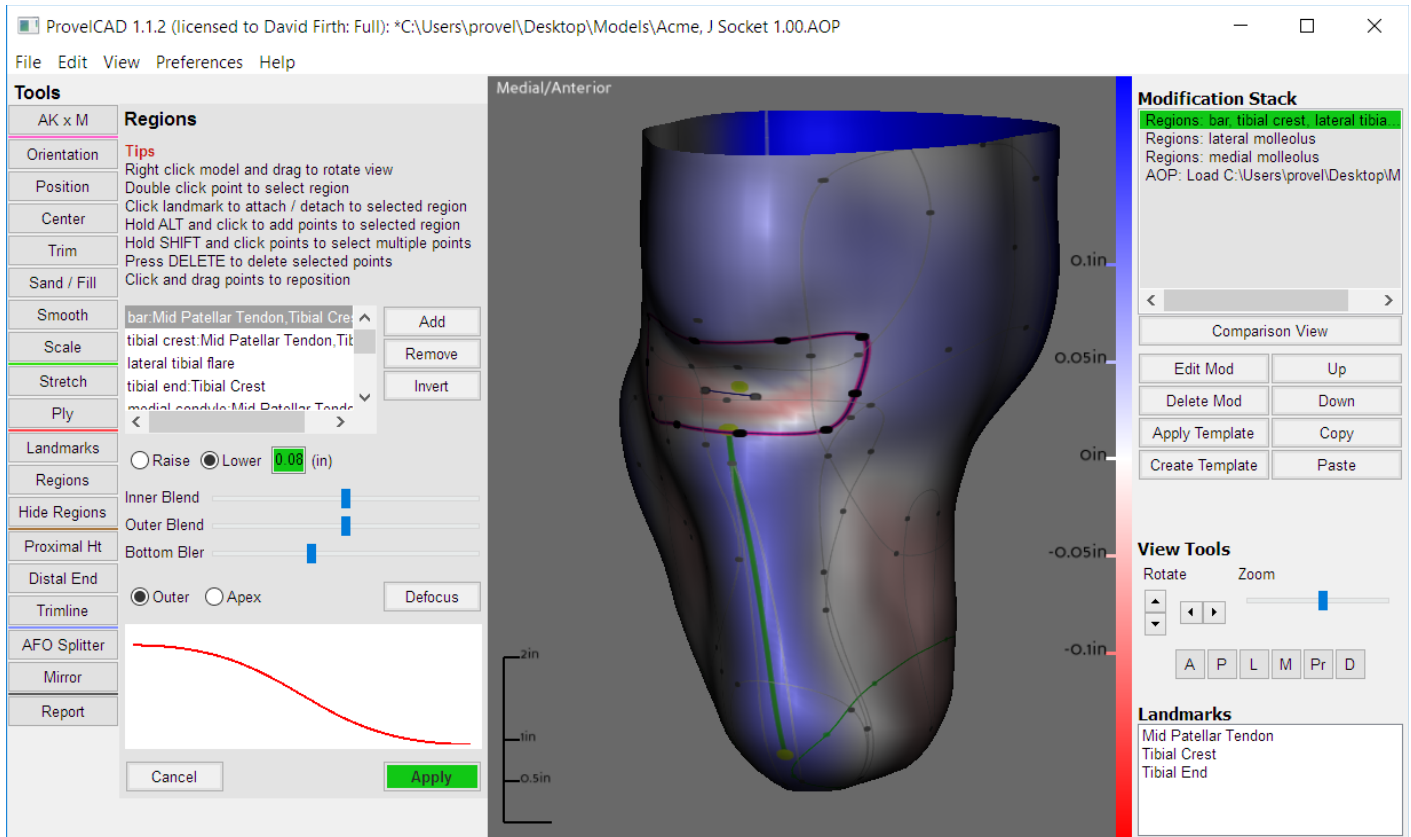 ProvelCAD 1.1.2 (licensed to David Firth: Full): *C:\Users\provel\Desktop\Models\Acme, J Socket 1.00.AOP
File Edit View Preferences Help
Tools
AK x M
Orientation
Position
Center
Trim
Sand / Fill
Smooth
Scale
Stretch
Ply
Landmarks
Regions
Hide Regions
Proximal Ht
Distal End
Trimline
AFO Splitter
Mirror
Report
Regions
Tips
Right click model and drag to rotate view
Double click point to select region
Click landmark to attach / detach to selected region
Hold ALT and click to add points to selected region
Hold SHIFT and click points to select multiple points
Press DELETE to delete selected points
Click and drag points to reposition
bar:Mid Patellar Tendon,Tibial Cre
tibial crest:Mid Patellar Tendon,Tib
lateral tibial flare
tibial end:Tibial Crest
medial condyle:Mid Patellar Tende
Add
Remove
Invert
Raise Lower 0.08 (in)
Inner Blend
Outer Blend
Bottom Bler
Outer Apex
Defocus
Cancel
Apply
Medial/Anterior
0.1in
0.05in
0in
-0.05in
-0.1in
2in
1in
0.5in
Modification Stack
Regions: bar, tibial crest, lateral tibia...
Regions: lateral molleolus
Regions: medial molleolus
AOP: Load C:\Users\provel\Desktop\M
Comparison View
Edit Mod Up
Delete Mod Down
Apply Template Copy
Create Template Paste
View Tools
Rotate Zoom
A P L M Pr D
Landmarks
Mid Patellar Tendon
Tibial Crest
Tibial End